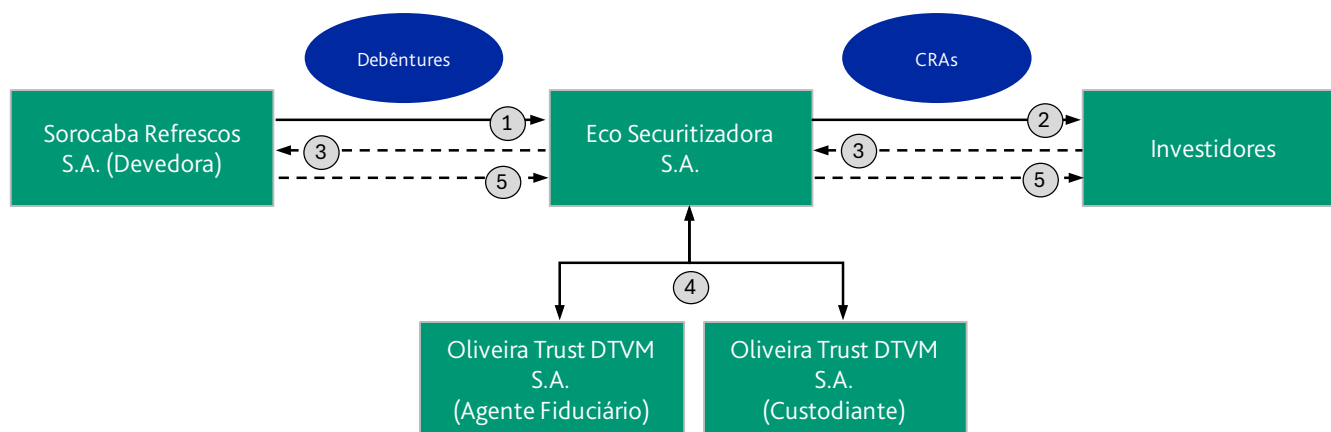 Debêntures
CRAs
Sorocaba Refrescos
S.A. (Devedora)
1
3
5
Eco Securitizadora
S.A.
2
3
5
Investidores
4
Oliveira Trust DTVM
S.A.
(Agente Fiduciário)
Oliveira Trust DTVM
S.A.
(Custodiante)